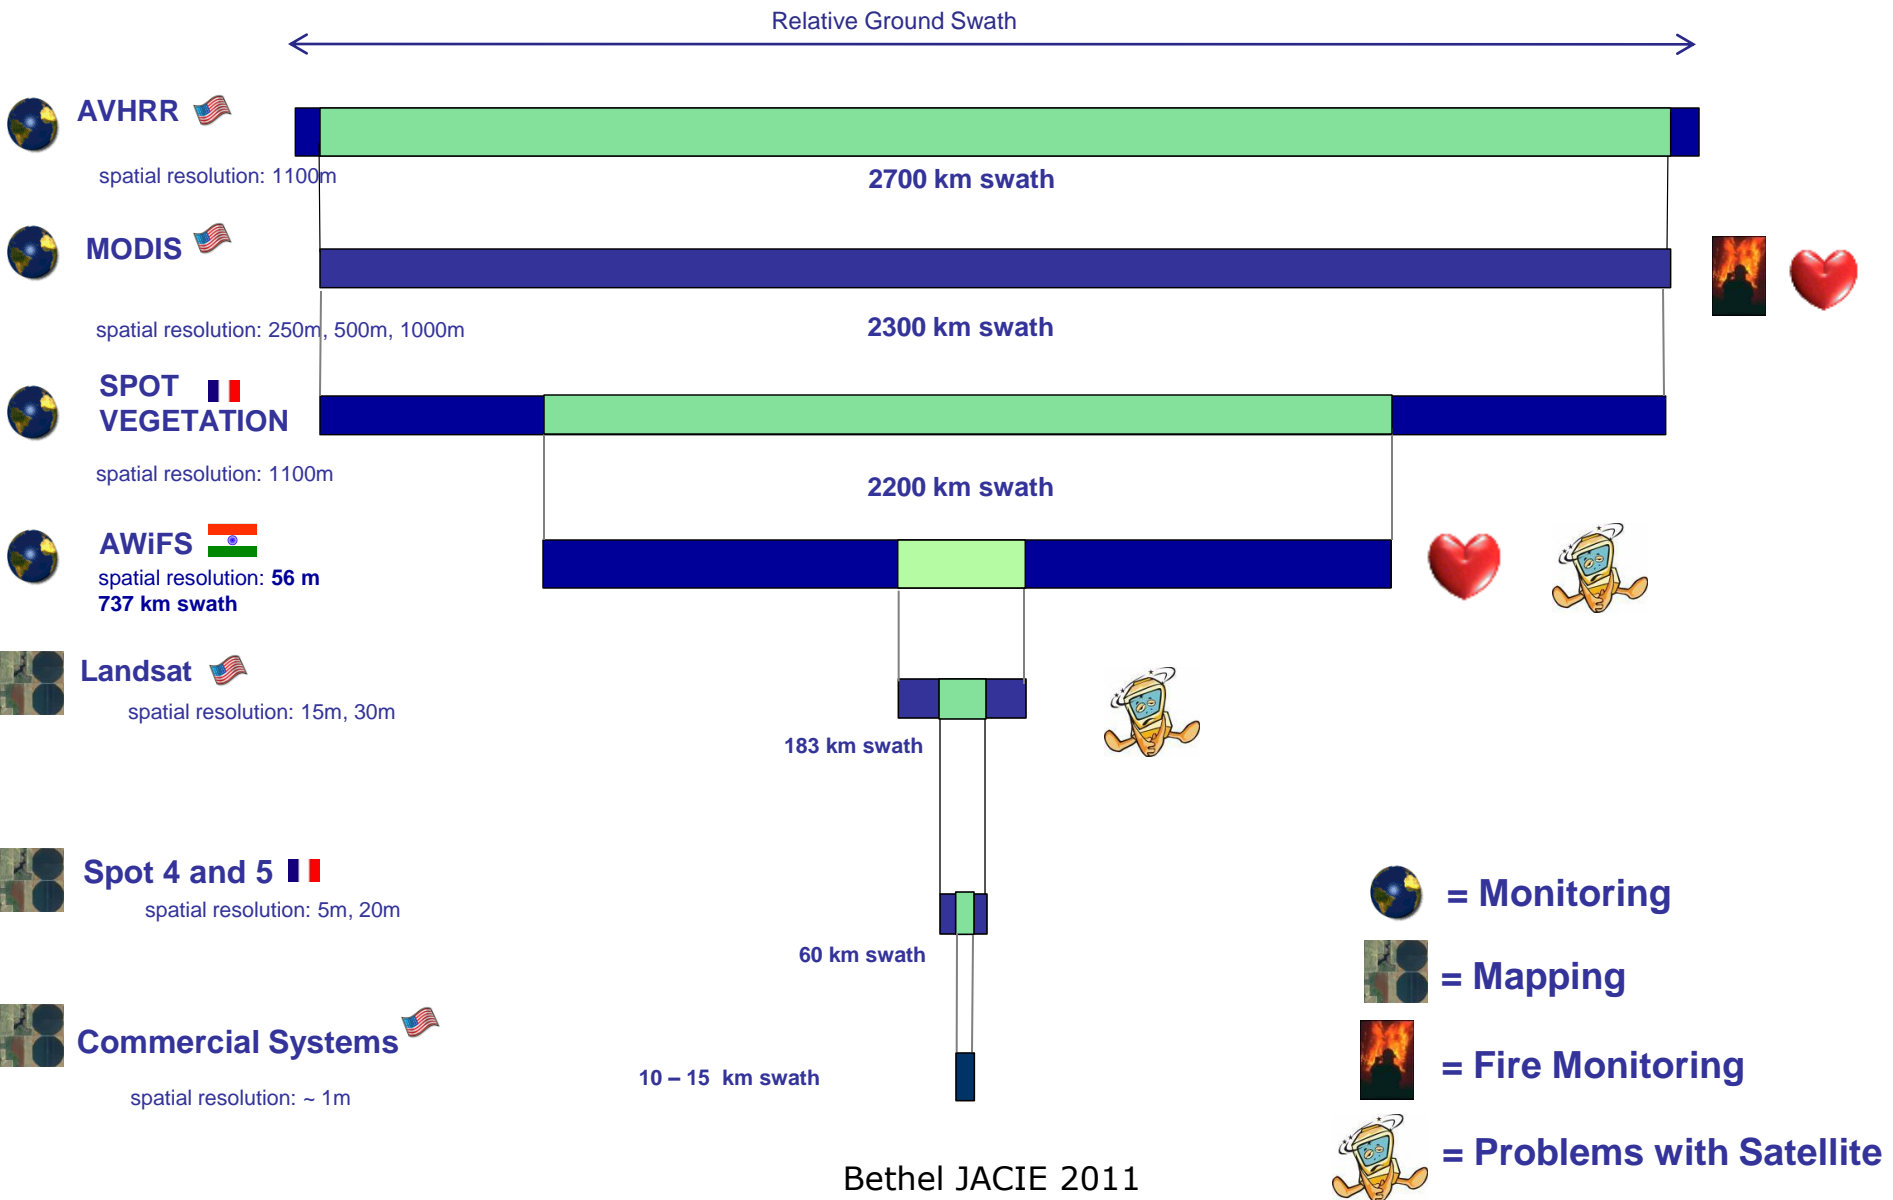 Relative Ground Swath
AVHRR
spatial resolution: 1100m
2700 km swath
MODIS
spatial resolution: 250m, 500m, 1000m
2300 km swath
SPOT
VEGETATION
spatial resolution: 1100m
2200 km swath
AWiFS
spatial resolution: 56 m
737 km swath
Landsat
spatial resolution: 15m, 30m
183 km swath
Spot 4 and 5
spatial resolution: 5m, 20m
60 km swath
Commercial Systems
spatial resolution: ~ 1m
10 – 15 km swath
= Monitoring
= Mapping
= Fire Monitoring
= Problems with Satellite
Bethel JACIE 2011